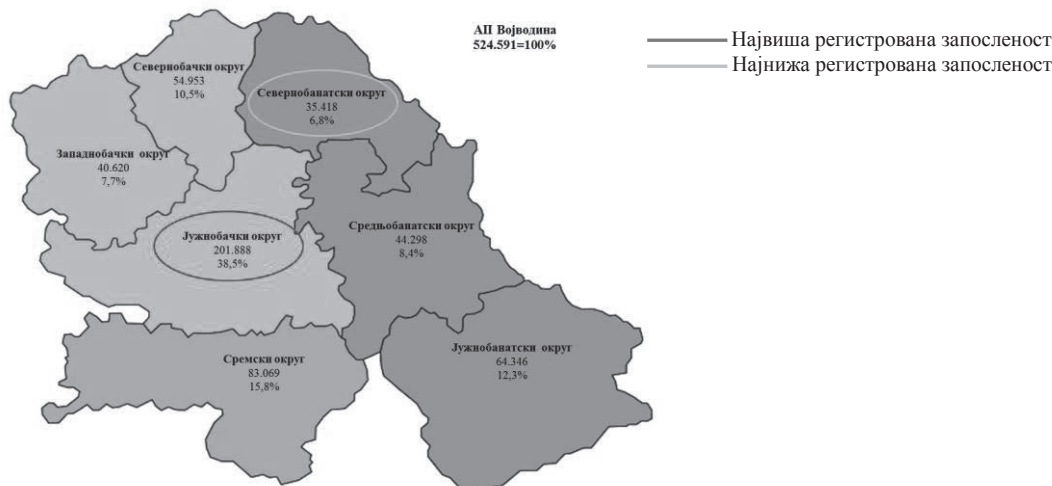 АП Војводина
524.591=100%
Највиша регистрована запосленост
Најнижа регистрована запосленост
Севернобачки округ
54.953
10,5%
Севернобанатски округ
35.418
6,8%
Западнобачки округ
40.620
7,7%
Јужнобачки округ
201.888
38,5%
Средњобанатски округ
44.298
8,4%
Сремски округ
83.069
15,8%
Јужнобанатски округ
64.346
12,3%